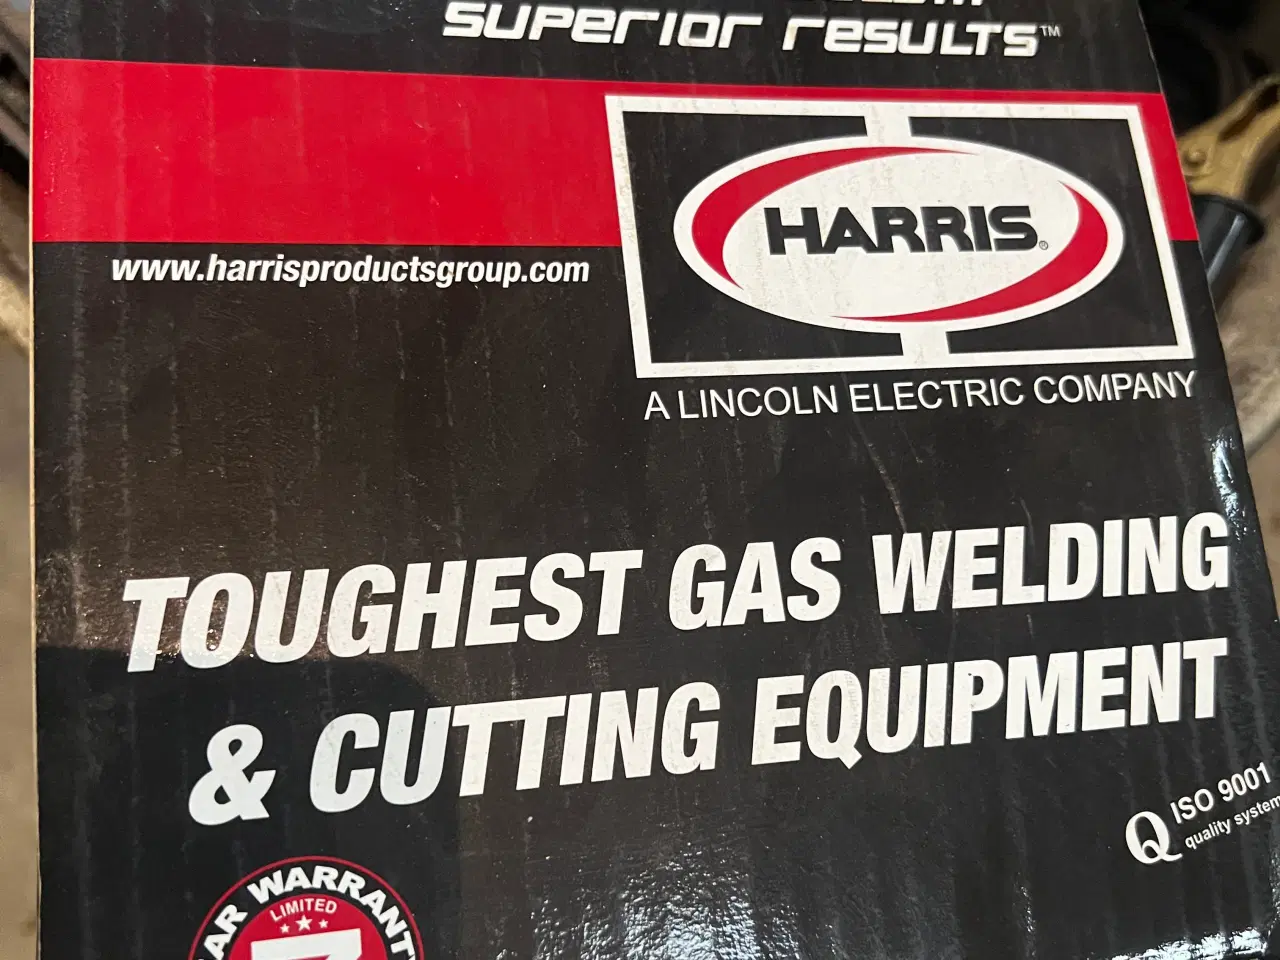 SUPERIOR RESULTS™
HARRIS®
www.harrisproductsgroup.com
A LINCOLN ELECTRIC COMPANY
TOUGHEST GAS WELDING
& CUTTING EQUIPMENT
Q ISO 9001
quality system
WARRANT
LIMITED